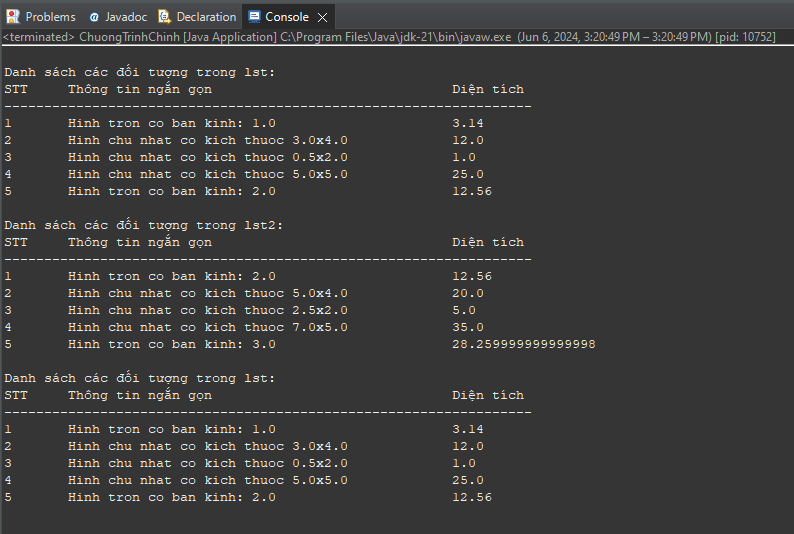 Problems Javadoc Declaration Console
<terminated> ChuongTrinhChinh [Java Application] C:\Program Files\Java\jdk-21\bin\javaw.exe (Jun 6, 2024, 3:20:49 PM – 3:20:49 PM) [pid: 10752]
Danh sách các đối tượng trong lst:
STT Thông tin ngắn gọn Diện tích
------------------------------------------------------------------
1 Hinh tron co ban kinh: 1.0 3.14
2 Hinh chu nhat co kich thuoc 3.0x4.0 12.0
3 Hinh chu nhat co kich thuoc 0.5x2.0 1.0
4 Hinh chu nhat co kich thuoc 5.0x5.0 25.0
5 Hinh tron co ban kinh: 2.0 12.56
Danh sách các đối tượng trong lst2:
STT Thông tin ngắn gọn Diện tích
------------------------------------------------------------------
1 Hinh tron co ban kinh: 2.0 12.56
2 Hinh chu nhat co kich thuoc 5.0x4.0 20.0
3 Hinh chu nhat co kich thuoc 2.5x2.0 5.0
4 Hinh chu nhat co kich thuoc 7.0x5.0 35.0
5 Hinh tron co ban kinh: 3.0 28.259999999999998
Danh sách các đối tượng trong lst:
STT Thông tin ngắn gọn Diện tích
------------------------------------------------------------------
1 Hinh tron co ban kinh: 1.0 3.14
2 Hinh chu nhat co kich thuoc 3.0x4.0 12.0
3 Hinh chu nhat co kich thuoc 0.5x2.0 1.0
4 Hinh chu nhat co kich thuoc 5.0x5.0 25.0
5 Hinh tron co ban kinh: 2.0 12.56